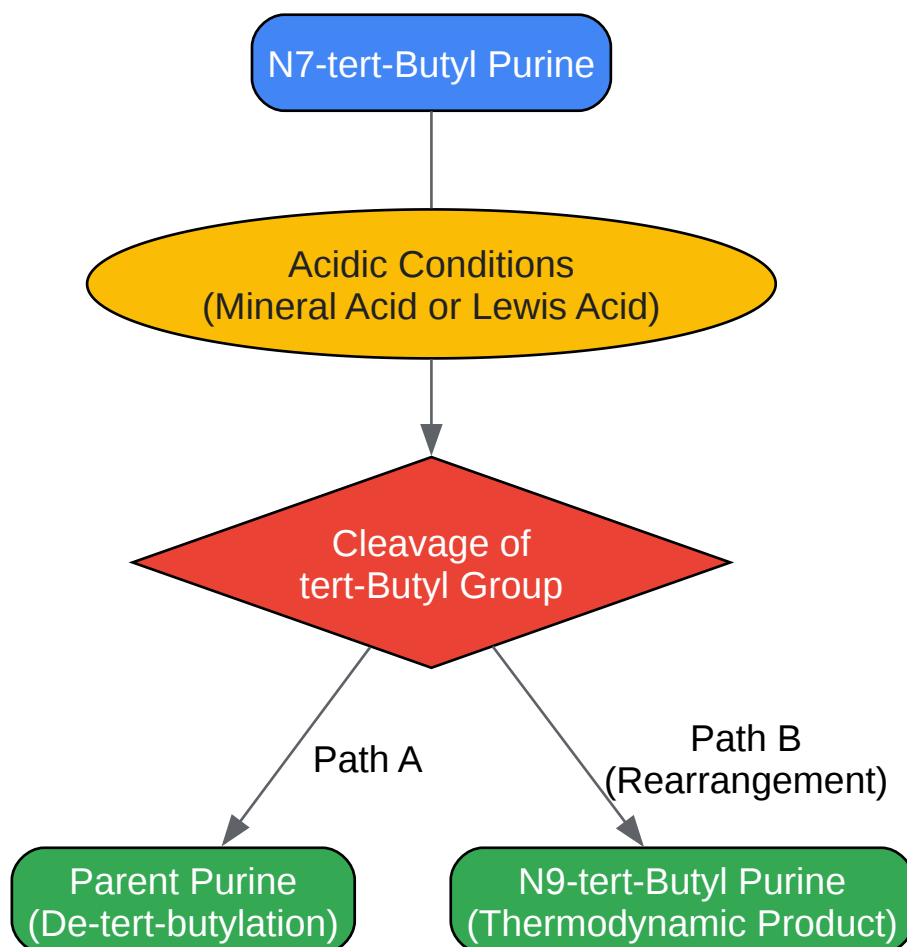 N7-tert-Butyl Purine
Acidic Conditions
(Mineral Acid or Lewis Acid)
Cleavage of
tert-Butyl Group
Path A
Path B
(Rearrangement)
Parent Purine
(De-tert-butylation)
N9-tert-Butyl Purine
(Thermodynamic Product)